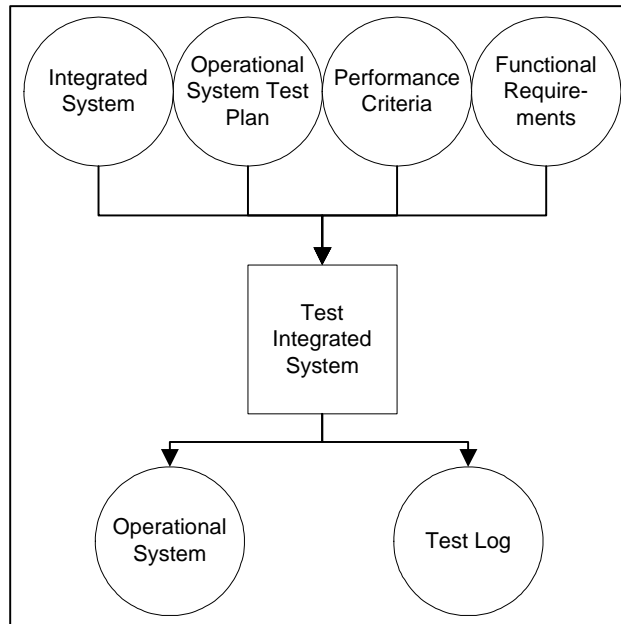 Integrated
System
Operational
System Test
Plan
Performance
Criteria
Functional
Require-
ments
Test
Integrated
System
Operational
System
Test Log